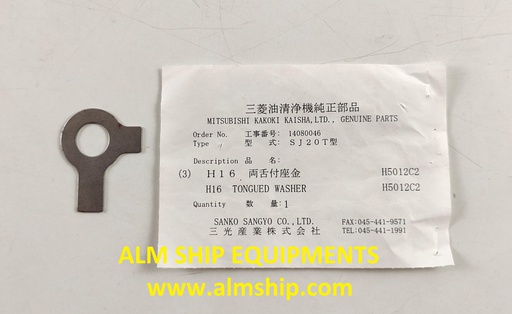 三菱油清浄機純正部品
MITSUBISHI KAKOKI KAISHA,LTD., GENUINE PARTS
Order No. 工事番号: 14080046
Type 型 式: SJ20T型
Description 品 名:
(3) H16 両舌付座金 H5012C2
H16 TONGUED WASHER H5012C2
Quantity 数 量: 1
SANKO SANGYO CO.,LTD. FAX:045-441-9571
三光産業株式会社 TEL:045-441-1991
ALM SHIP EQUIPMENTS
www.almship.com